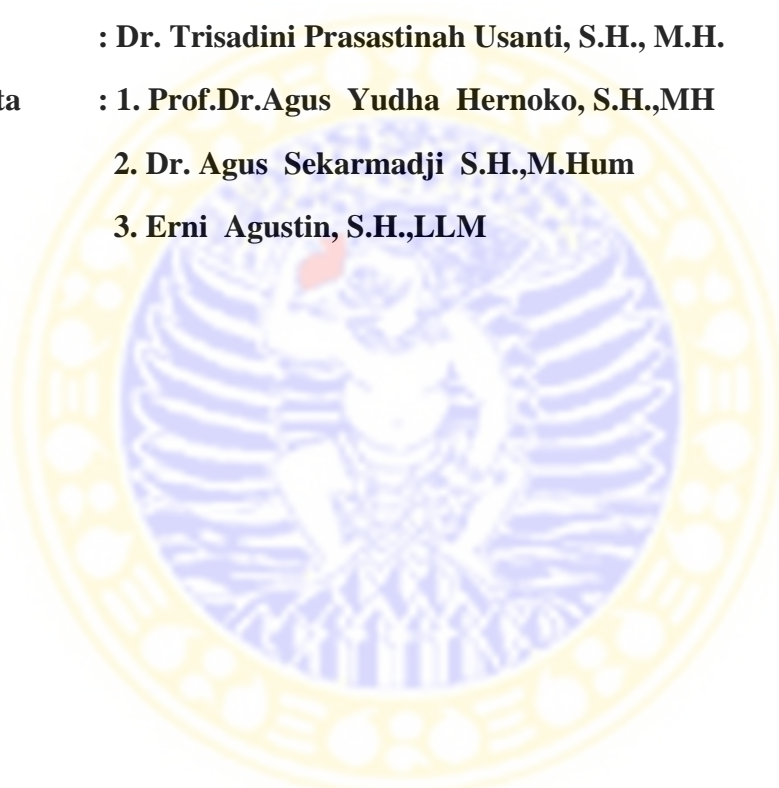 : Dr. Trisadini Prasastinah Usanti, S.H., M.H.
ta : 1. Prof.Dr.Agus Yudha Hernoko, S.H.,MH
2. Dr. Agus Sekarmadji S.H.,M.Hum
3. Erni Agustin, S.H.,LLM